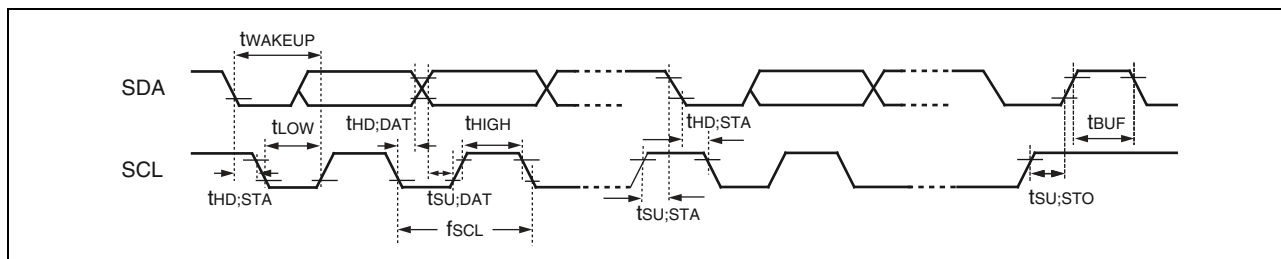 tWAKEUP
SDA
tLOW
tHD;DAT
tHIGH
tHD;STA
tBUF
SCL
tHD;STA
tSU;DAT
tSU;STA
tSU;STO
fSCL